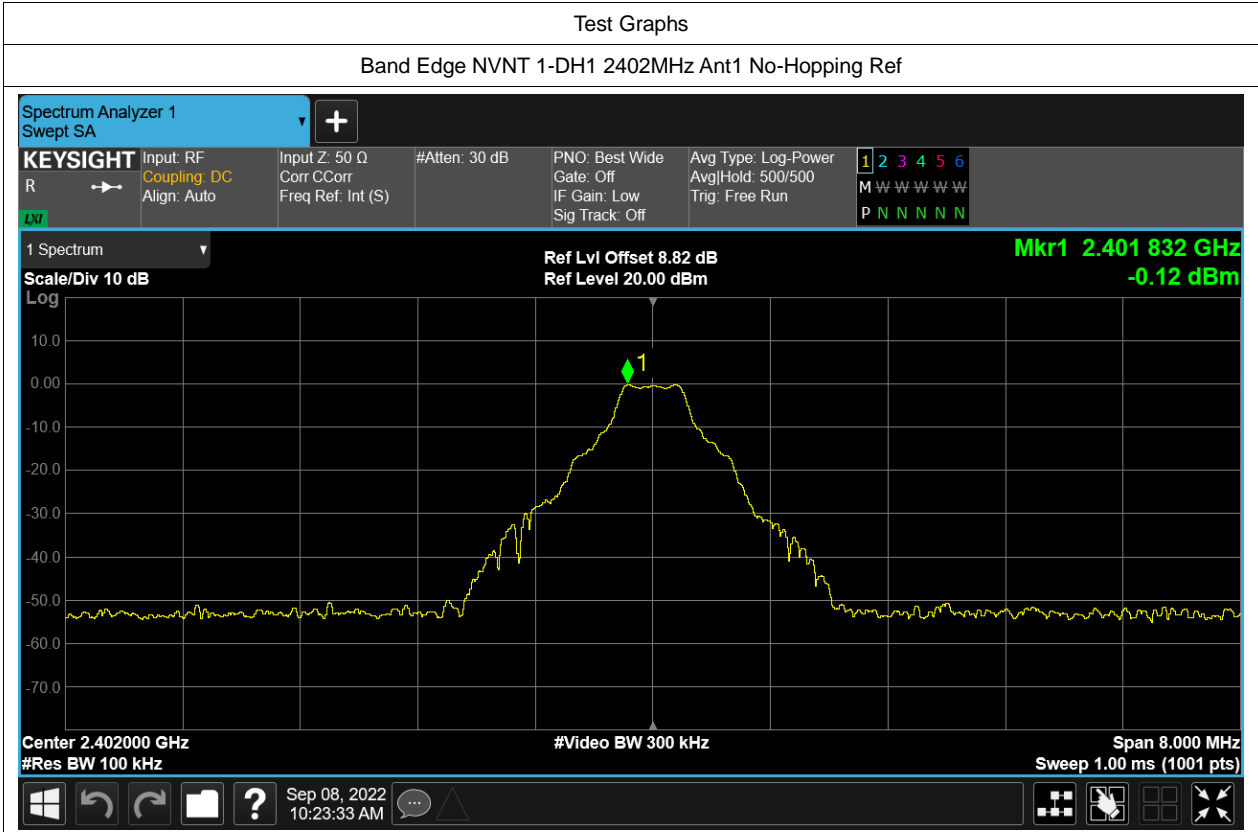 Test Graphs
Band Edge NVNT 1-DH1 2402MHz Ant1 No-Hopping Ref
Spectrum Analyzer 1
Swept SA
+
KEYSIGHT
R
LXI
Input: RF
Coupling: DC
Align: Auto
Input Z: 50 Ω
Corr CCorr
Freq Ref: Int (S)
#Atten: 30 dB
PNO: Best Wide
Gate: Off
IF Gain: Low
Sig Track: Off
Avg Type: Log-Power
Avg|Hold: 500/500
Trig: Free Run
1 2 3 4 5 6
M W W W W W
P N N N N N
1 Spectrum
Scale/Div 10 dB
Ref Lvl Offset 8.82 dB
Ref Level 20.00 dBm
Mkr1 2.401 832 GHz
-0.12 dBm
Log
10.0
0.00
-10.0
-20.0
-30.0
-40.0
-50.0
-60.0
-70.0
1
Center 2.402000 GHz
#Res BW 100 kHz
#Video BW 300 kHz
Span 8.000 MHz
Sweep 1.00 ms (1001 pts)
?
Sep 08, 2022
10:23:33 AM